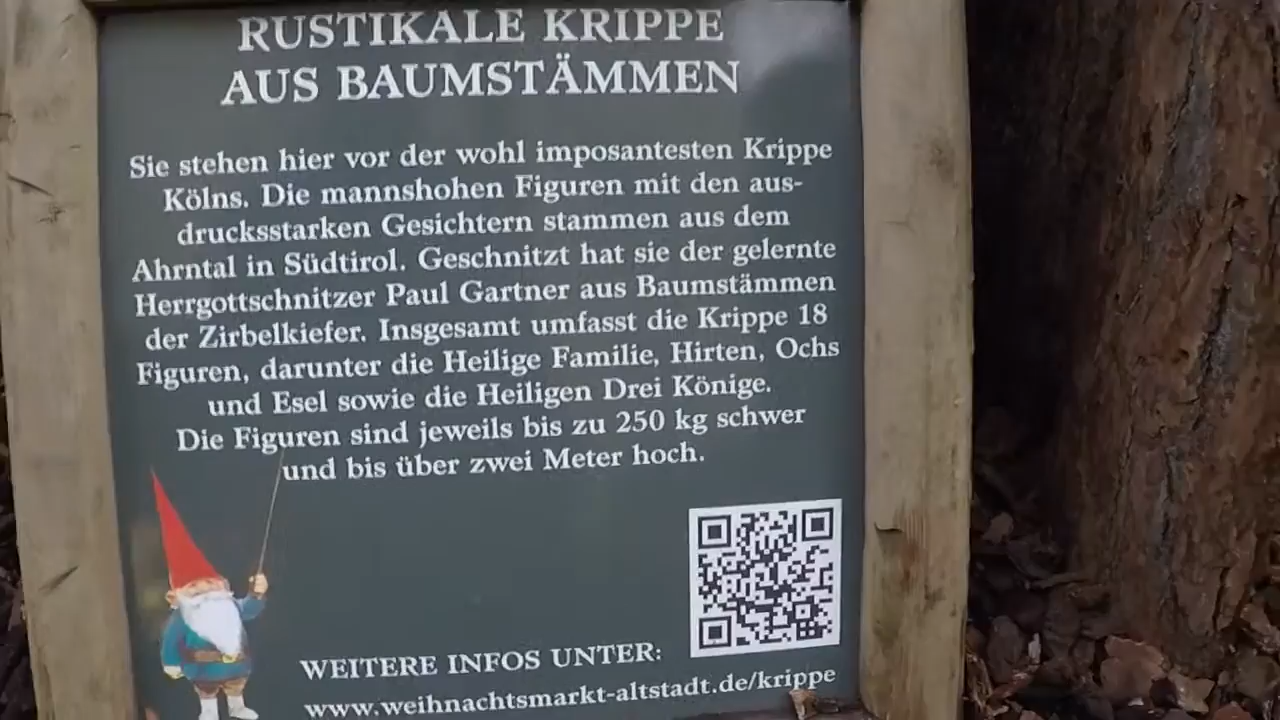 RUSTIKALE KRIPPE
AUS BAUMSTÄMMEN
Sie stehen hier vor der wohl imposantesten Krippe
Kölns. Die mannshohen Figuren mit den aus-
drucksstarken Gesichtern stammen aus dem
Ahrntal in Südtirol. Geschnitzt hat sie der gelernte
Herrgottschnitzer Paul Gartner aus Baumstämmen
der Zirbelkiefer. Insgesamt umfasst die Krippe 18
Figuren, darunter die Heilige Familie, Hirten, Ochs
und Esel sowie die Heiligen Drei Könige.
Die Figuren sind jeweils bis zu 250 kg schwer
und bis über zwei Meter hoch.
WEITERE INFOS UNTER:
www.weihnachtsmarkt-altstadt.de/krippe